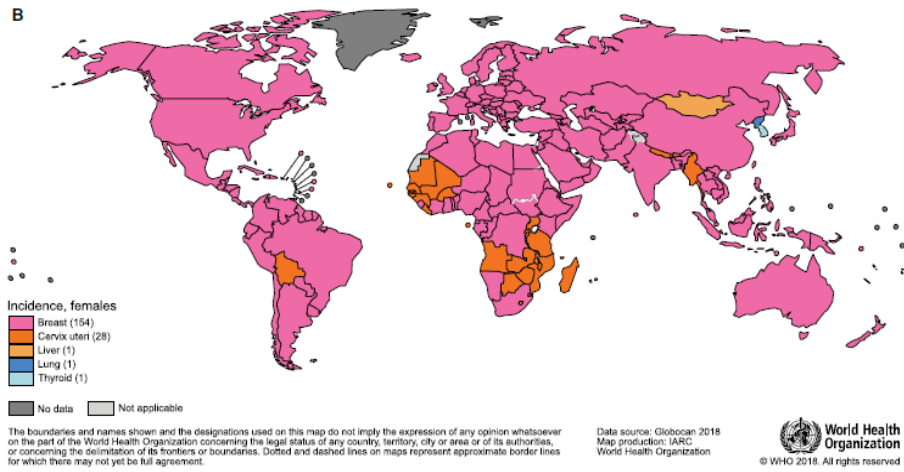 B
Incidence, females
Breast (154)
Cervix uteri (28)
Liver (1)
Lung (1)
Thyroid (1)
No data
Not applicable
The boundaries and names shown and the designations used on this map do not imply the expression of any opinion whatsoever
on the part of the World Health Organization concerning the legal status of any country, territory, city or area or of its authorities,
or concerning the delimitation of its frontiers or boundaries. Dotted and dashed lines on maps represent approximate border lines
for which there may not yet be full agreement.
Data source: Globocan 2018
Map production: IARC
World Health Organization
World Health
Organization
© WHO 2018. All rights reserved